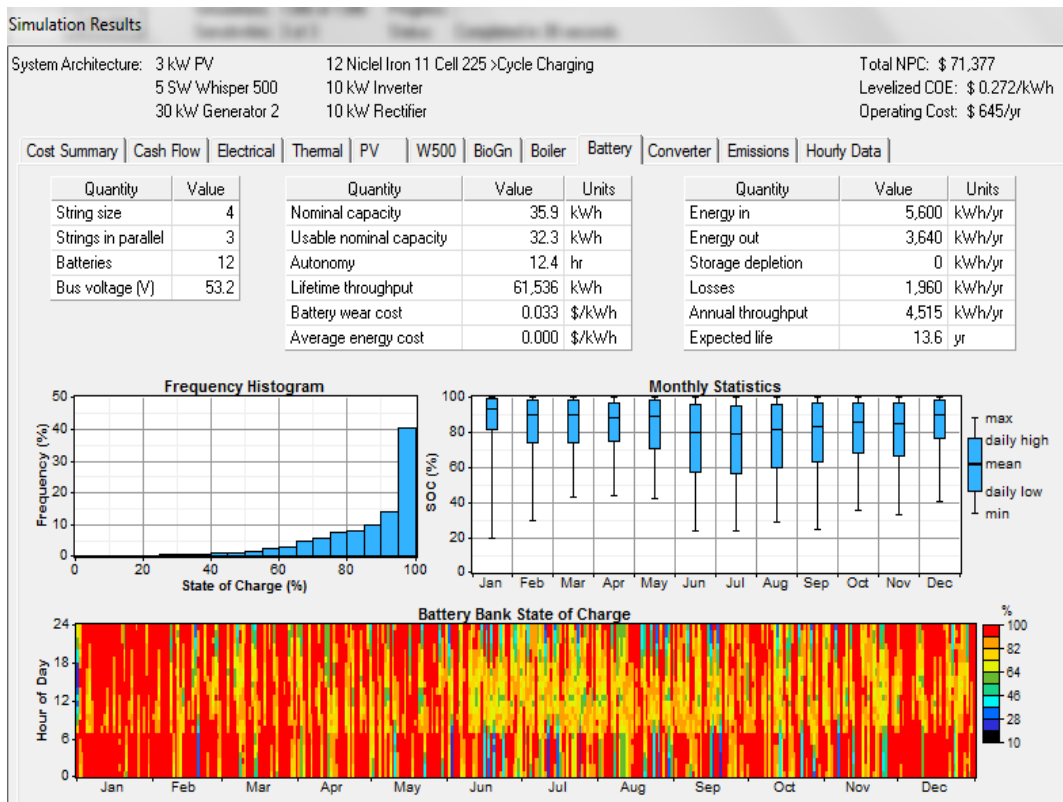 Simulation Results
System Architecture: 3 kW PV 12 Niclel Iron 11 Cell 225 >Cycle Charging Total NPC: $ 71,377
5 SW Whisper 500 10 kW Inverter Levelized COE: $ 0.272/kWh
30 kW Generator 2 10 kW Rectifier Operating Cost: $ 645/yr
Cost Summary Cash Flow Electrical Thermal PV W500 BioGn Boiler Battery Converter Emissions Hourly Data
Quantity Value Quantity Value Units Quantity Value Units
String size 4 Nominal capacity 35.9 kWh Energy in 5,600 kWh/yr
Strings in parallel 3 Usable nominal capacity 32.3 kWh Energy out 3,640 kWh/yr
Batteries 12 Autonomy 12.4 hr Storage depletion 0 kWh/yr
Bus voltage (V) 53.2 Lifetime throughput 61,536 kWh Losses 1,960 kWh/yr
Battery wear cost 0.033 $/kWh Annual throughput 4,515 kWh/yr
Average energy cost 0.000 $/kWh Expected life 13.6 yr
Frequency Histogram
Frequency (%)
50
40
30
20
10
0
0 20 40 60 80 100
State of Charge (%)
Monthly Statistics
SOC (%)
100
80
60
40
20
0
Jan Feb Mar Apr May Jun Jul Aug Sep Oct Nov Dec
max
daily high
mean
daily low
min
Battery Bank State of Charge
Hour of Day
24
18
12
6
0
Jan Feb Mar Apr May Jun Jul Aug Sep Oct Nov Dec
%
100
82
64
46
28
10